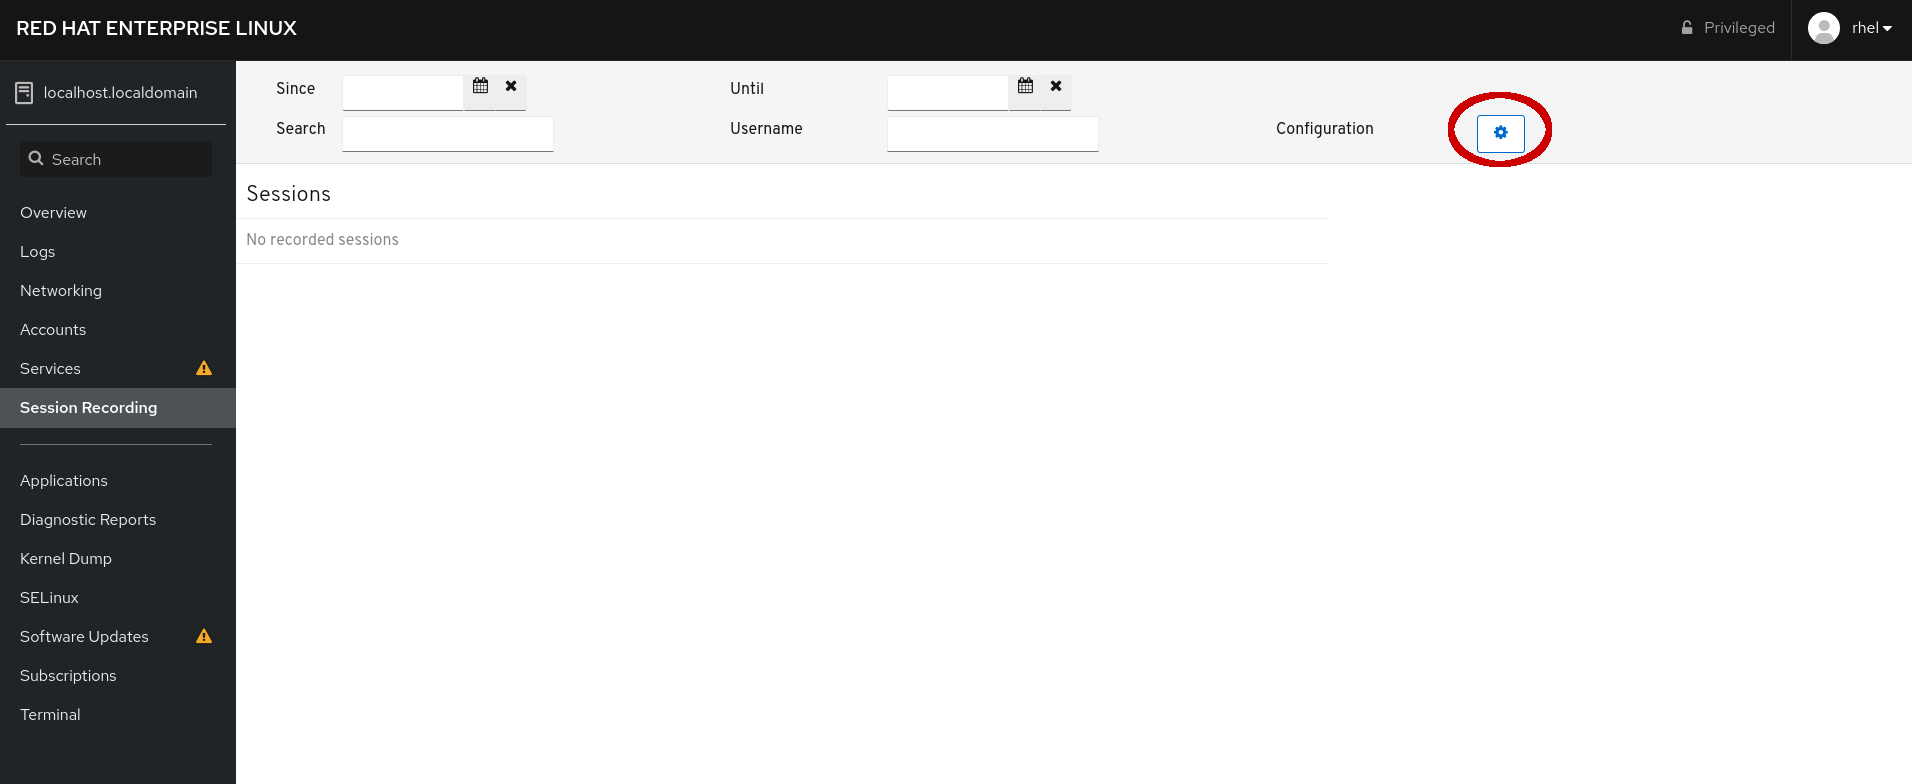 RED HAT ENTERPRISE LINUX
Privileged
rhel
localhost.localdomain
Search
Overview
Logs
Networking
Accounts
Services
Session Recording
Applications
Diagnostic Reports
Kernel Dump
SELinux
Software Updates
Subscriptions
Terminal
Since
Until
Search
Username
Configuration
Sessions
No recorded sessions